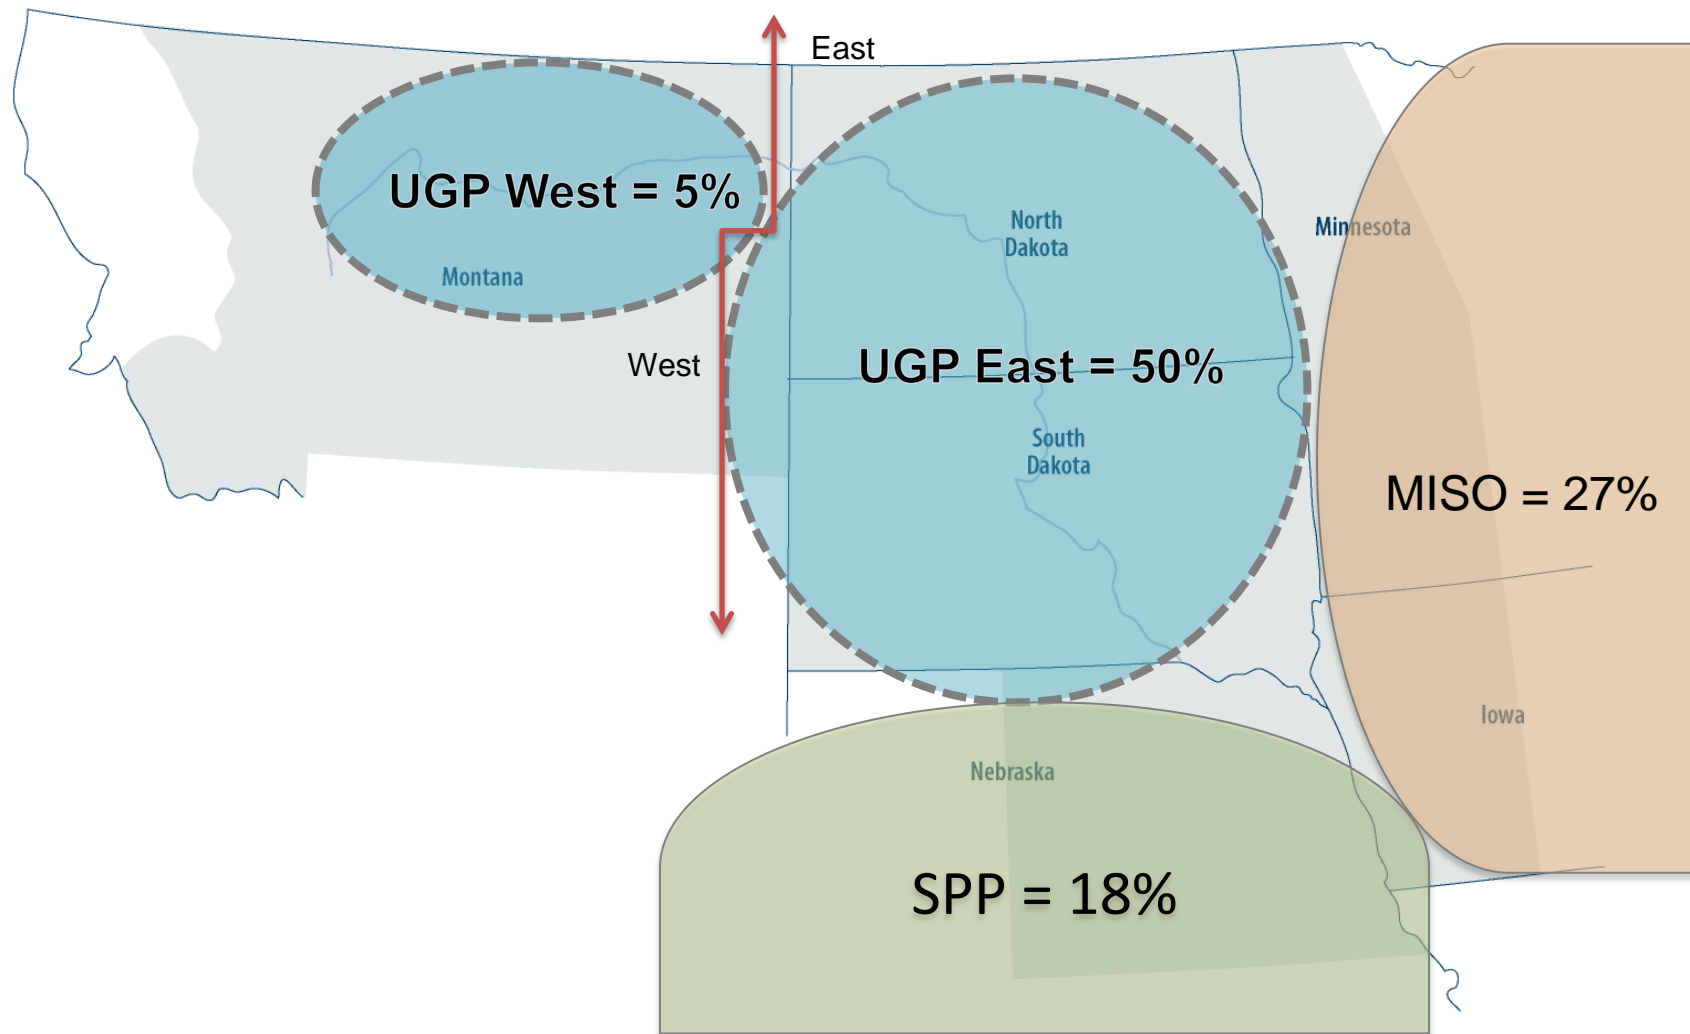 East
UGP West = 5%
North
Dakota
Minnesota
Montana
West
UGP East = 50%
South
Dakota
MISO = 27%
Iowa
Nebraska
SPP = 18%